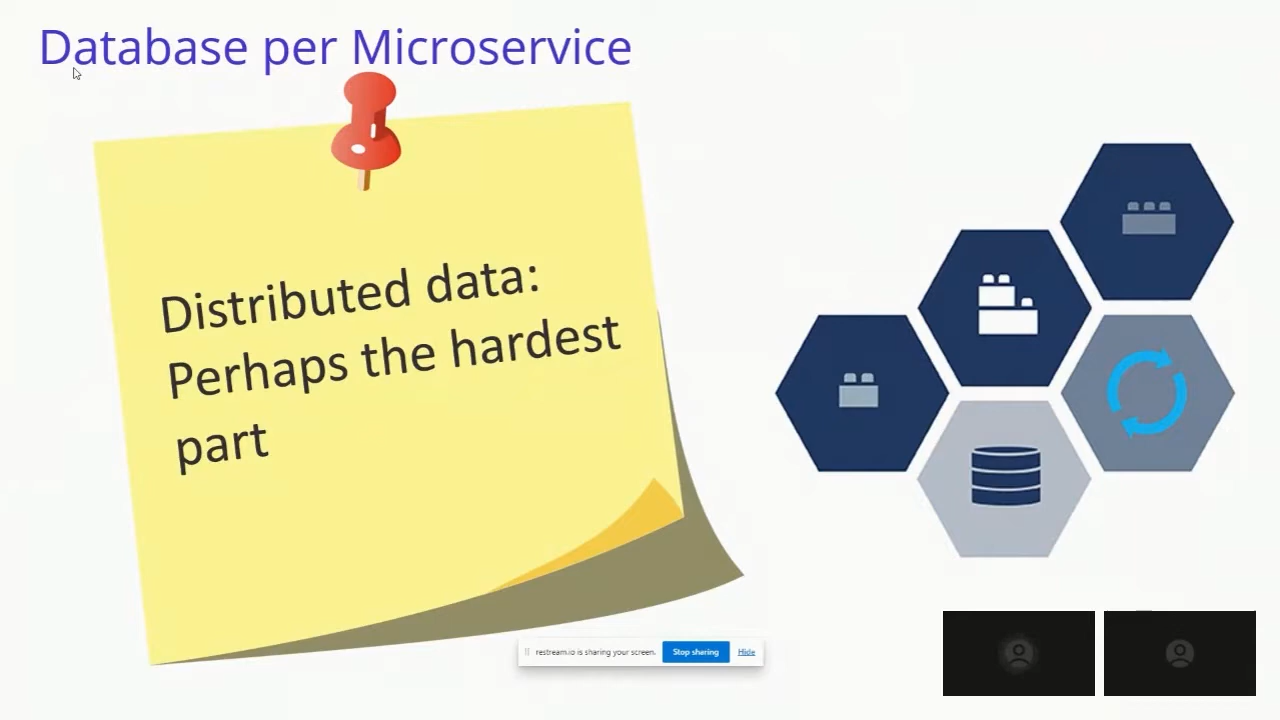 Database per Microservice
Distributed data:
Perhaps the hardest
part
restream.io is sharing your screen. Stop sharing Hide